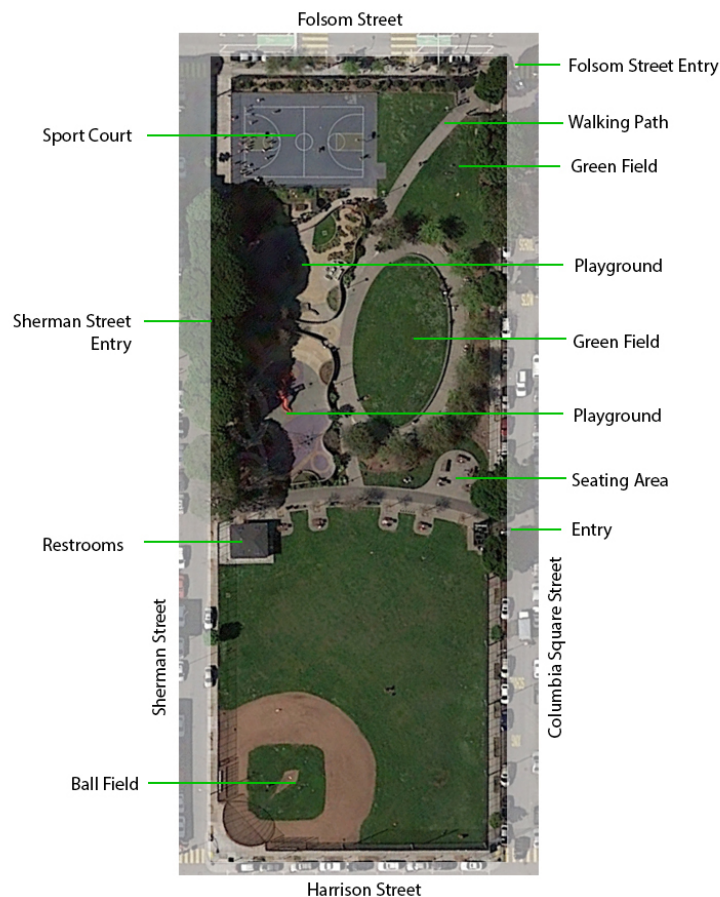 Folsom Street
Folsom Street Entry
Sport Court
Walking Path
Green Field
Playground
Sherman Street
Entry
Green Field
Playground
Seating Area
Entry
Restrooms
Sherman Street
Columbia Square Street
Ball Field
Harrison Street